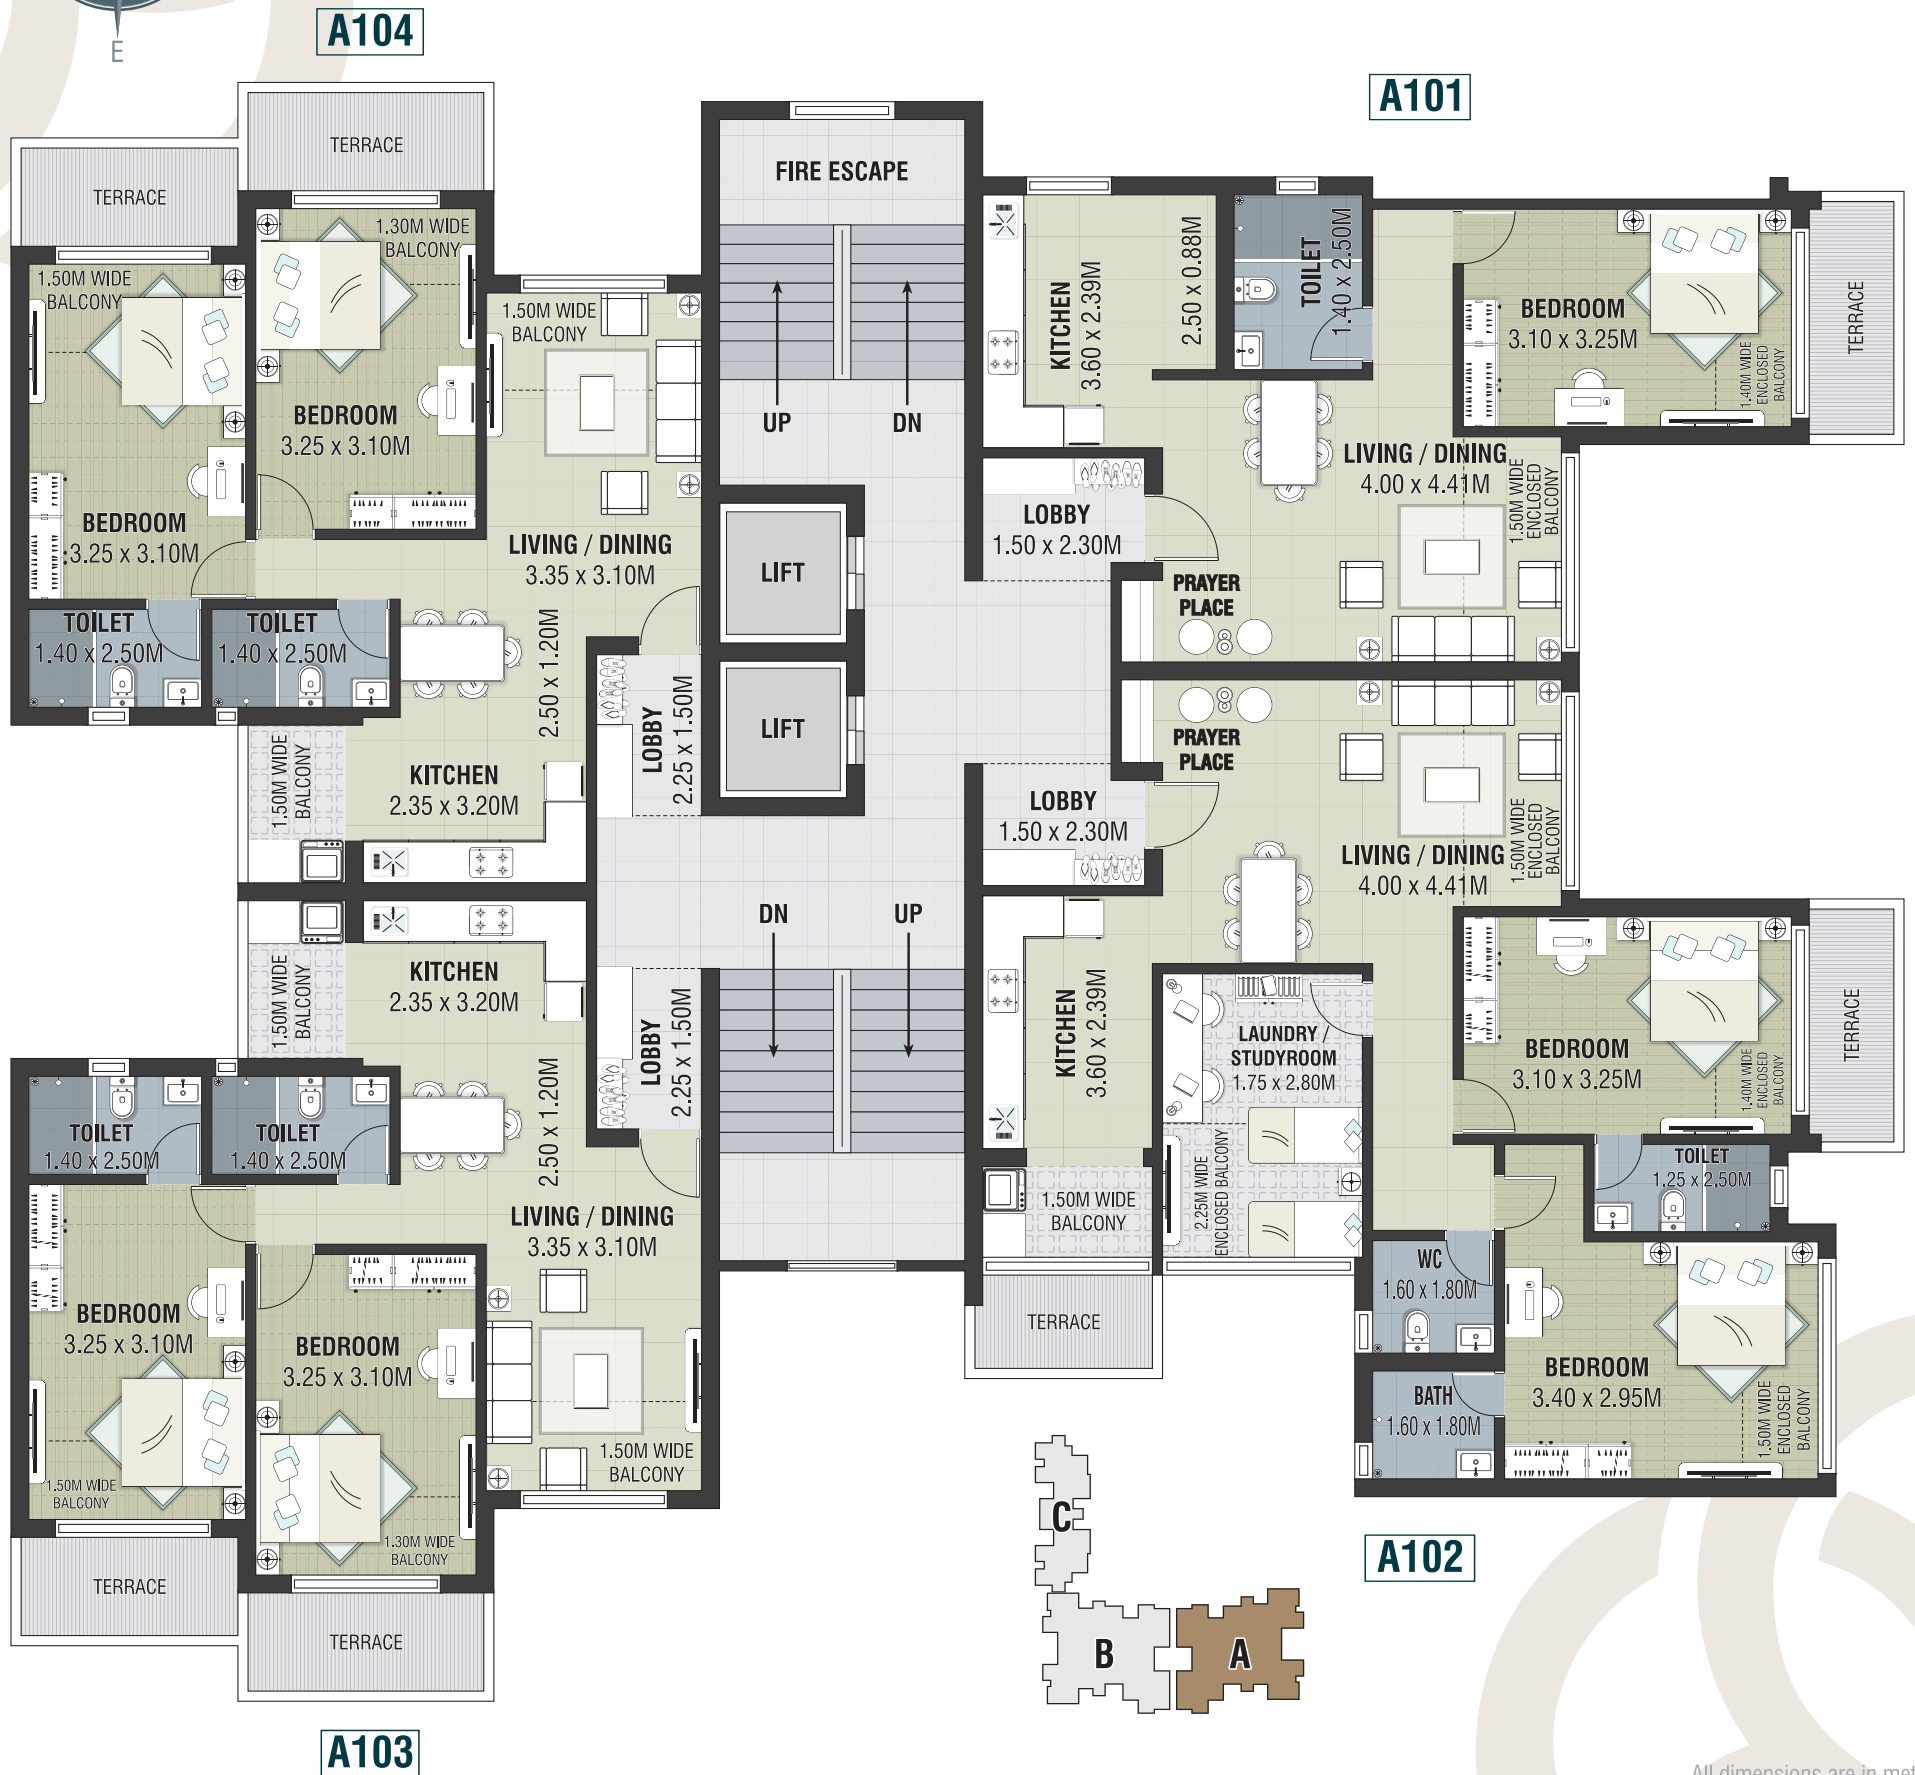 E
A104
A101
TERRACE
TERRACE
1.50M WIDE
BALCONY
1.30M WIDE
BALCONY
1.50M WIDE
BALCONY
BEDROOM
3.25 x 3.10M
BEDROOM
3.25 x 3.10M
LIVING / DINING
3.35 x 3.10M
TOILET
1.40 x 2.50M
TOILET
1.40 x 2.50M
2.50 x 1.20M
LOBBY
2.25 x 1.50M
1.50M WIDE
BALCONY
KITCHEN
2.35 x 3.20M
FIRE ESCAPE
UP
DN
LIFT
LIFT
DN
UP
KITCHEN
3.60 x 2.39M
2.50 x 0.88M
TOILET
1.40 x 2.50M
BEDROOM
3.10 x 3.25M
1.40M WIDE
ENCLOSED
BALCONY
TERRACE
LIVING / DINING
4.00 x 4.41M
1.50M WIDE
ENCLOSED
BALCONY
LOBBY
1.50 x 2.30M
PRAYER
PLACE
PRAYER
PLACE
LOBBY
1.50 x 2.30M
LIVING / DINING
4.00 x 4.41M
1.50M WIDE
ENCLOSED
BALCONY
KITCHEN
3.60 x 2.39M
LAUNDRY /
STUDYROOM
1.75 x 2.80M
2.25M WIDE
ENCLOSED BALCONY
BEDROOM
3.10 x 3.25M
1.40M WIDE
ENCLOSED
BALCONY
TERRACE
TOILET
1.25 x 2.50M
1.50M WIDE
BALCONY
TERRACE
WC
1.60 x 1.80M
BATH
1.60 x 1.80M
BEDROOM
3.40 x 2.95M
1.50M WIDE
ENCLOSED
BALCONY
1.50M WIDE
BALCONY
KITCHEN
2.35 x 3.20M
LOBBY
2.25 x 1.50M
2.50 x 1.20M
TOILET
1.40 x 2.50M
TOILET
1.40 x 2.50M
LIVING / DINING
3.35 x 3.10M
BEDROOM
3.25 x 3.10M
BEDROOM
3.25 x 3.10M
1.50M WIDE
BALCONY
1.30M WIDE
BALCONY
1.50M WIDE
BALCONY
TERRACE
TERRACE
C
B
A
A102
A103
All dimensions are in met